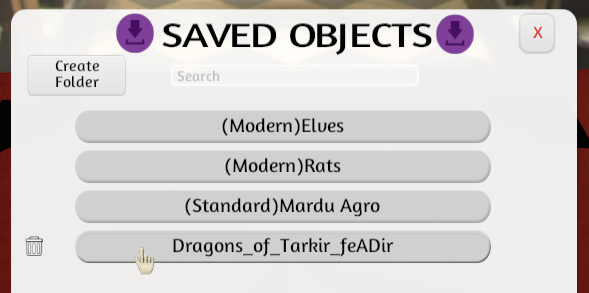 SAVED OBJECTS
X
Create
Folder
Search
(Modern)Elves
(Modern)Rats
(Standard)Mardu Agro
Dragons_of_Tarkir_feADir